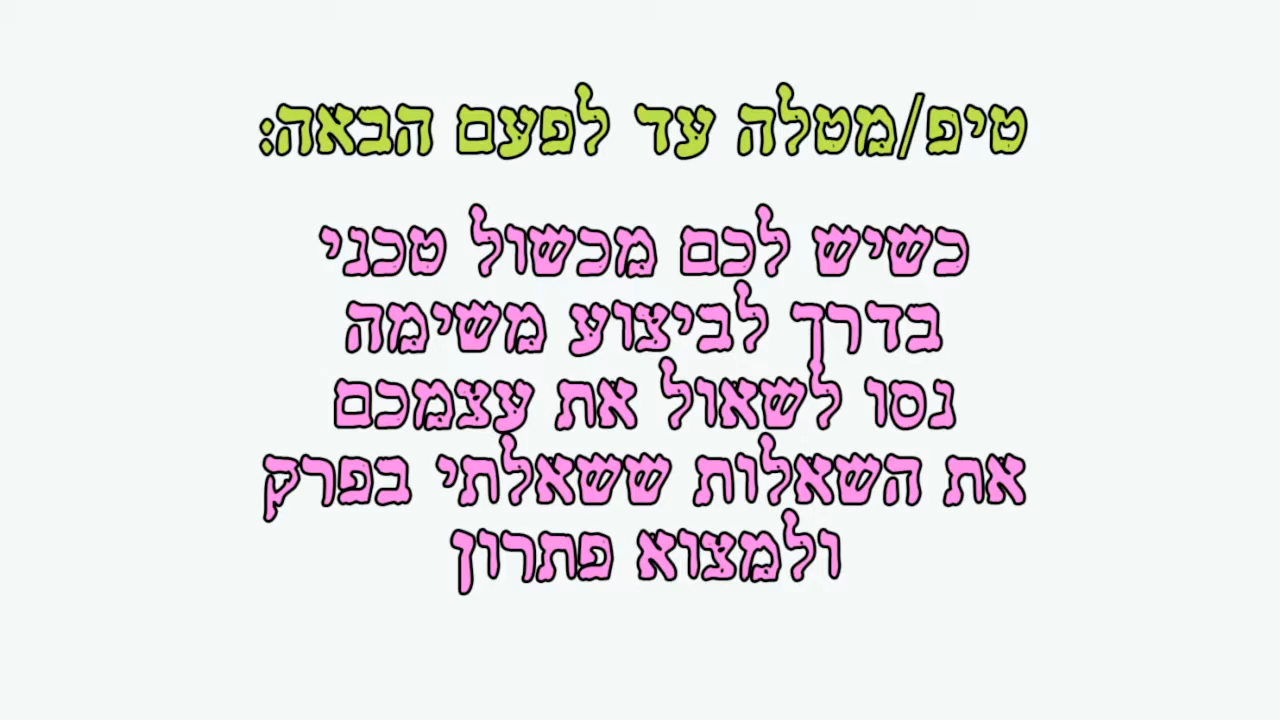 טיפ/מטלה עד לפעם הבאה:
כשיש לכם מכשול טכני
בדרך לביצוע משימה
נסו לשאול את עצמכם
את השאלות ששאלתי בפרק
ולמצוא פתרון